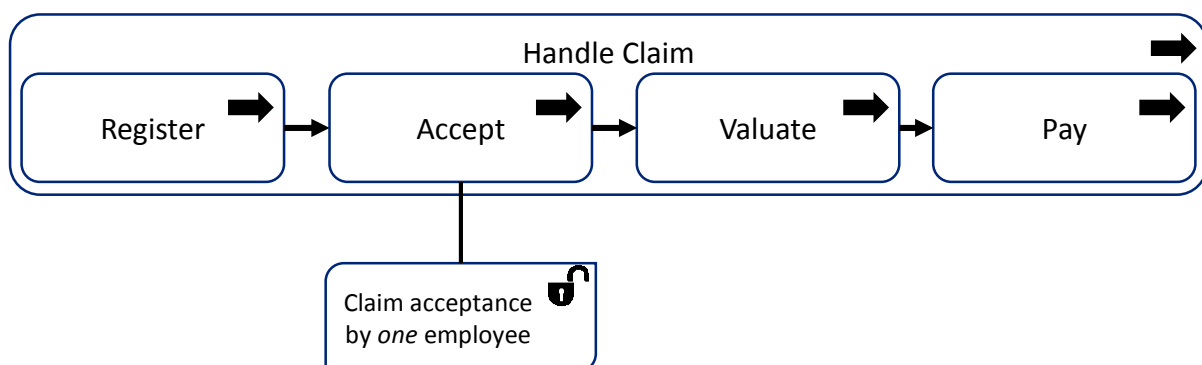 Handle Claim
Register
Accept
Valuate
Pay
Claim acceptance
by one employee